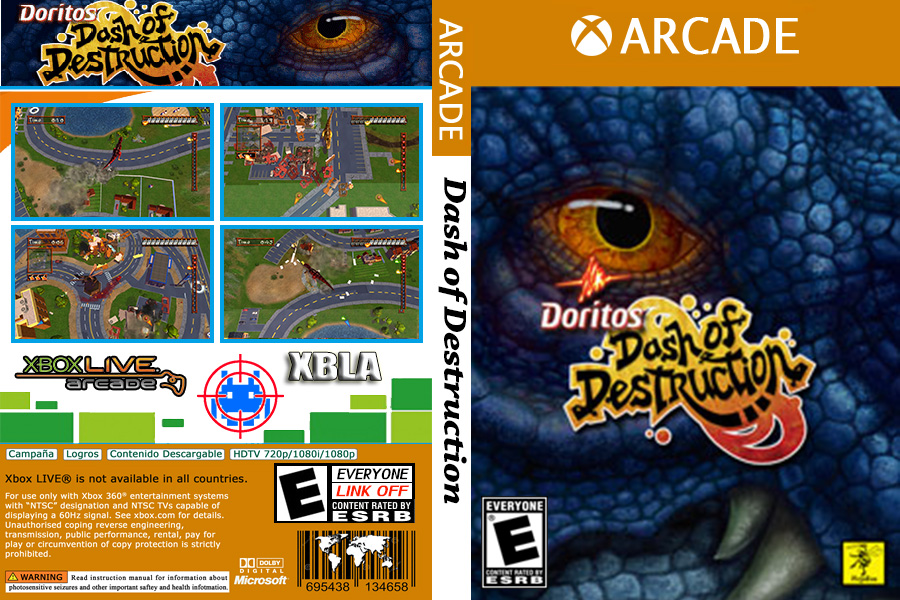 Doritos
Dash of
Destruction
XBOX LIVE
arcade
XBLA
Campaña
Logros
Contenido Descargable
HDTV 720p/1080i/1080p
Xbox LIVE® is not available in all countries.
For use only with Xbox 360® entertainment systems
with “NTSC” designation and NTSC TVs capable of
displaying a 60Hz signal. See xbox.com for details.
Unauthorised coping reverse engineering,
transmission, public performance, rental, pay for
play or circumvention of copy protection is strictly
prohibited.
WARNING
Read instruction manual for information about
photosensitive seizures and other important saftey and health infotmation.
DOLBY
DIGITAL
Microsoft
E
EVERYONE
LINK OFF
CONTENT RATED BY
ESRB
695438 134658
ARCADE
Dash of Destruction
ARCADE
Doritos
Dash of
Destruction
EVERYONE
E
CONTENT RATED BY
ESRB